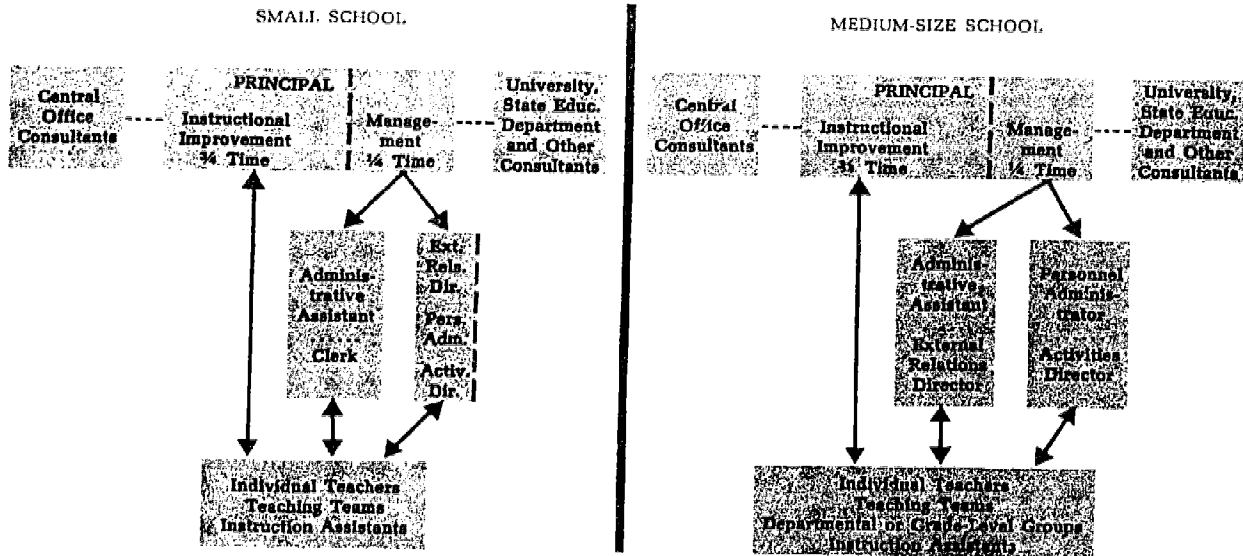 SMALL SCHOOL
Central
Office
Consultants
PRINCIPAL
Instructional
Improvement
¾ Time
Manage-
ment
¼ Time
University,
State Educ.
Department
and Other
Consultants
Adminis-
trative
Assistant
Clerk
Ext.
Rels.
Dir.
Pers.
Adm.
Activ.
Dir.
Individual Teachers
Teaching Teams
Instruction Assistants
MEDIUM-SIZE SCHOOL
Central
Office
Consultants
PRINCIPAL
Instructional
Improvement
¾ Time
Manage-
ment
¼ Time
University,
State Educ.
Department
and Other
Consultants
Adminis-
trative
Assistant
External
Relations
Director
Personnel
Adminis-
trator
Activities
Director
Individual Teachers
Teaching Teams
Departmental or Grade-Level Groups
Instruction Assistants